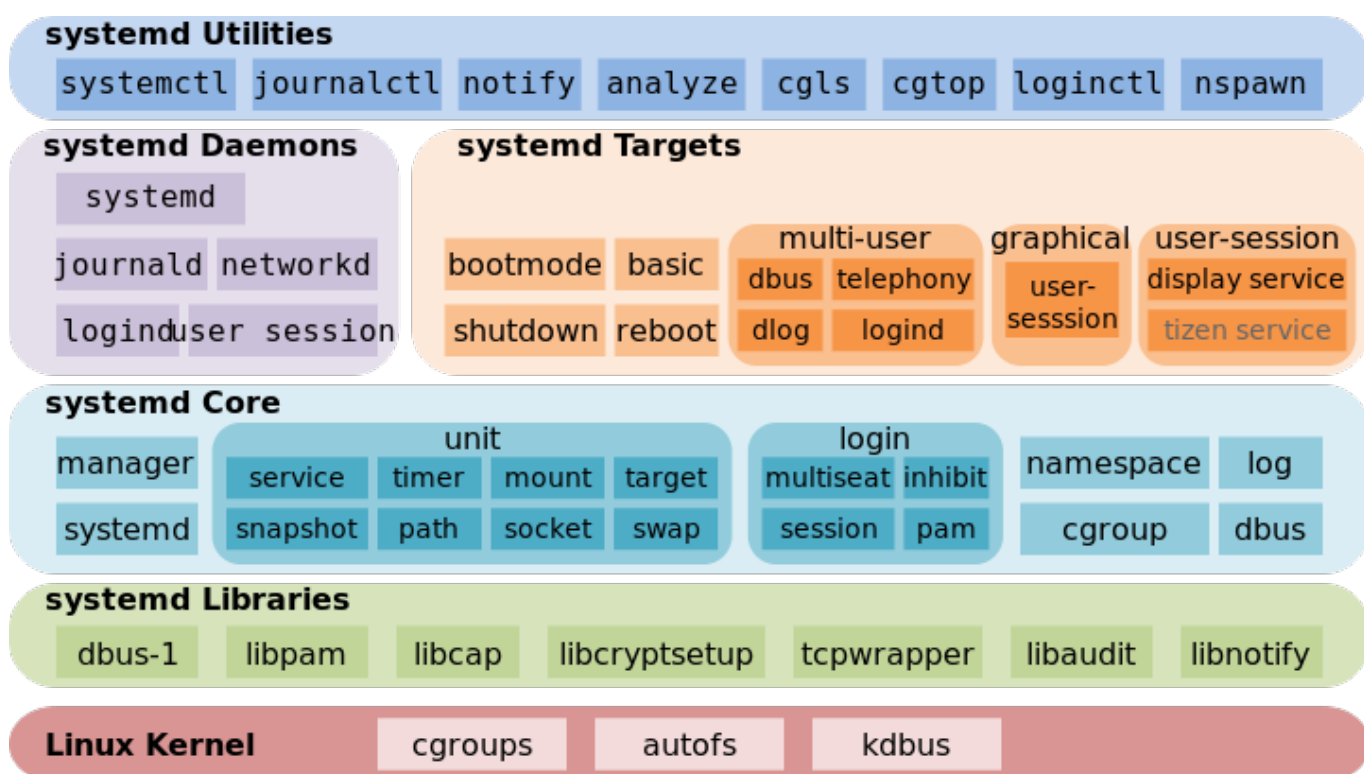 systemd Utilities
systemctl journalctl notify analyze cgls cgtop loginctl nspawn
systemd Daemons
systemd
journald networkd
logind user session
systemd Targets
bootmode basic
shutdown reboot
multi-user
dbus telephony
dlog logind
graphical
user-
sesssion
user-session
display service
tizen service
systemd Core
manager
systemd
unit
service timer mount target
snapshot path socket swap
login
multiseat inhibit
session pam
namespace log
cgroup dbus
systemd Libraries
dbus-1 libpam libcap libcryptsetup tcpwrapper libaudit libnotify
Linux Kernel cgroups autofs kdbus